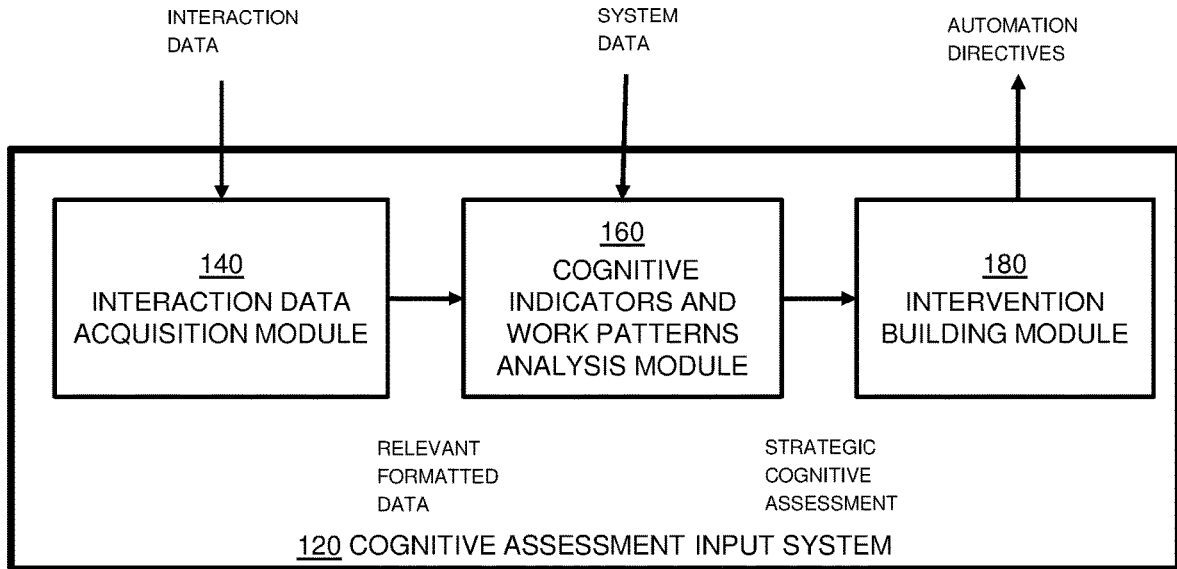 INTERACTION
DATA
SYSTEM
DATA
AUTOMATION
DIRECTIVES
140
INTERACTION DATA
ACQUISITION MODULE
160
COGNITIVE
INDICATORS AND
WORK PATTERNS
ANALYSIS MODULE
180
INTERVENTION
BUILDING MODULE
RELEVANT
FORMATTED
DATA
STRATEGIC
COGNITIVE
ASSESSMENT
120 COGNITIVE ASSESSMENT INPUT SYSTEM